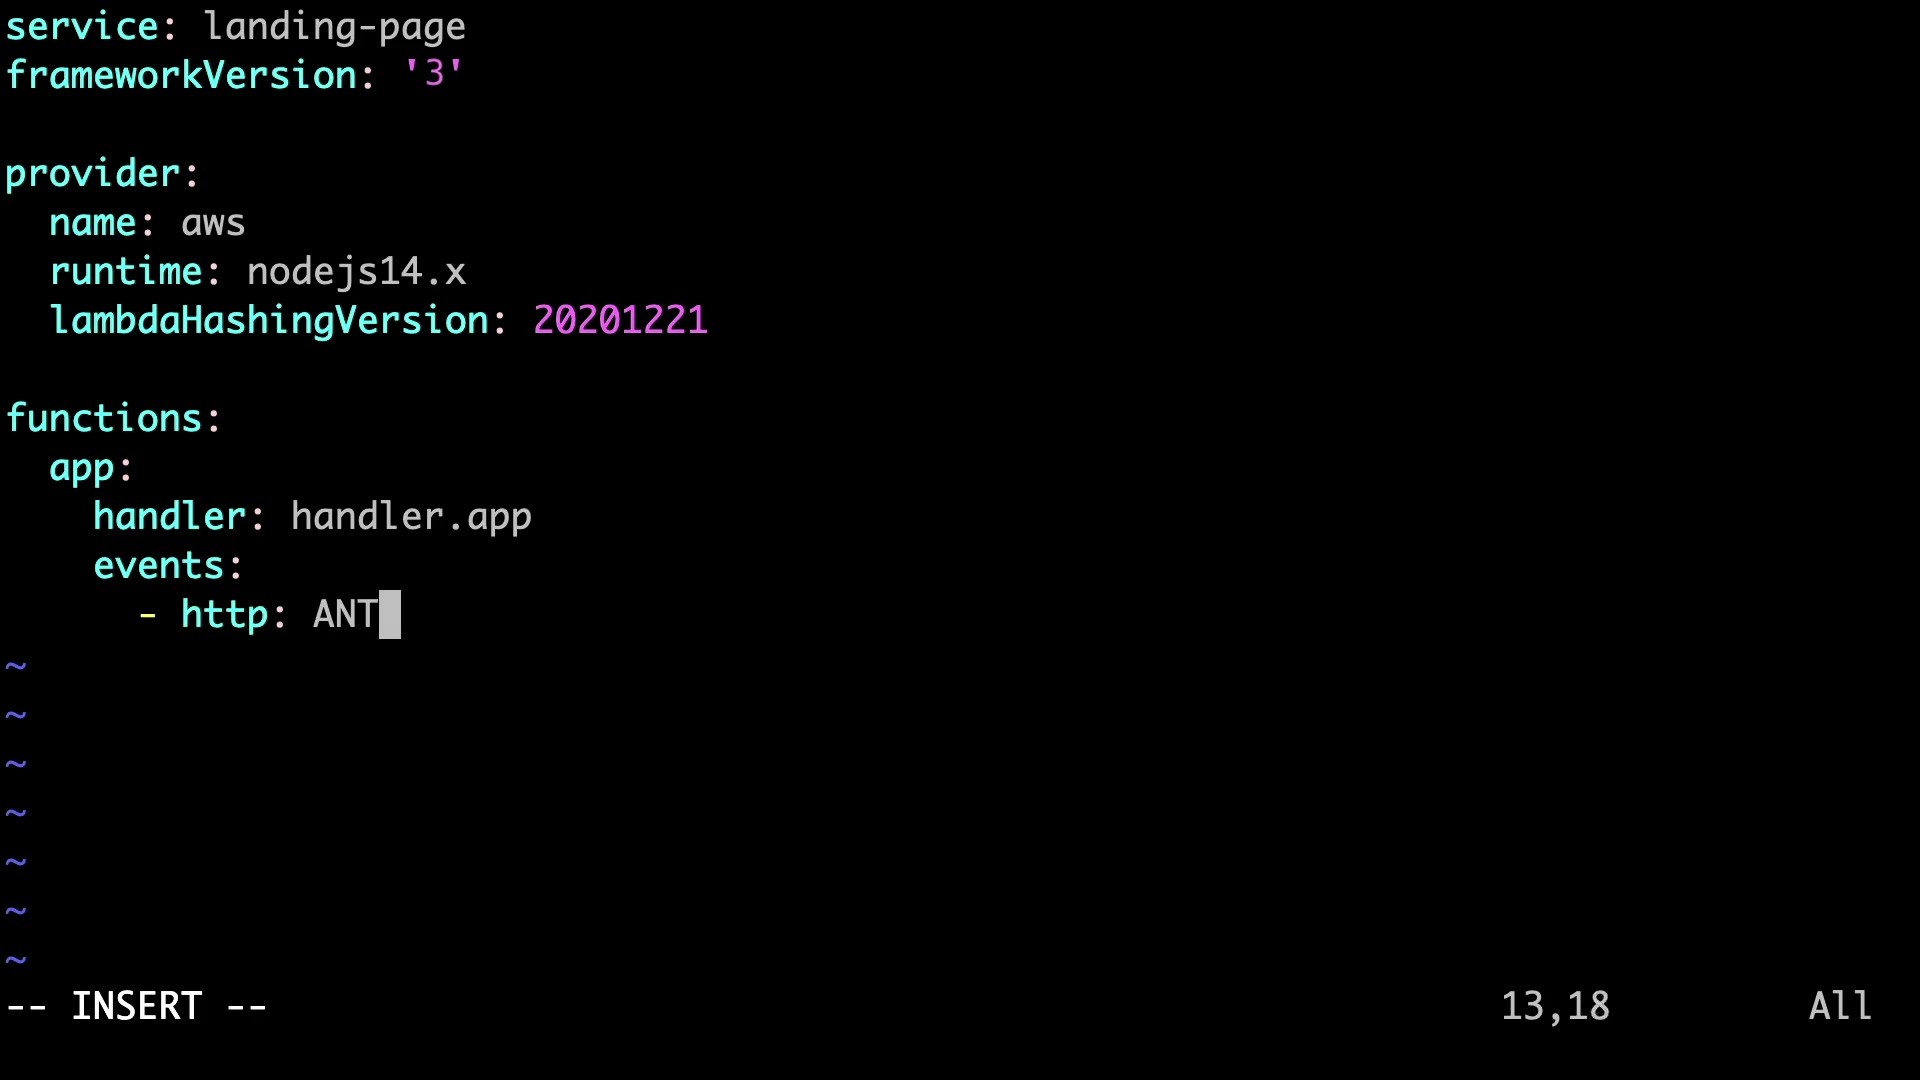 service: landing-page
frameworkVersion: '3'
provider:
  name: aws
  runtime: nodejs14.x
  lambdaHashingVersion: 20201221
functions:
  app:
    handler: handler.app
    events:
      - http: ANT
~
~
~
~
~
~
~
-- INSERT -- 13,18 All